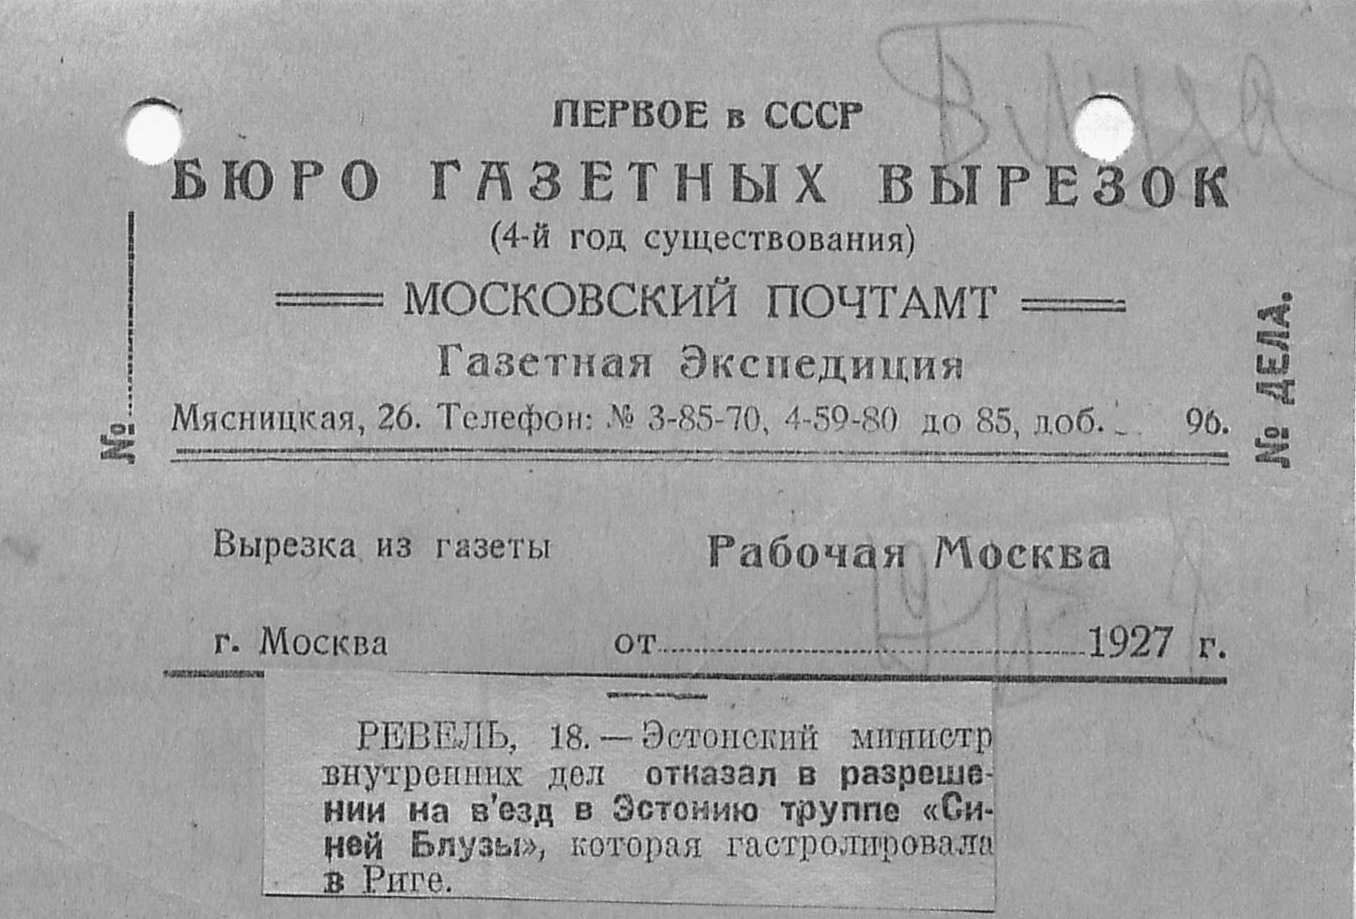 ПЕРВОЕ в СССР
БЮРО ГАЗЕТНЫХ ВЫРЕЗОК
(4-й год существования)
МОСКОВСКИЙ ПОЧТАМТ
Газетная Экспедиция
Мясницкая, 26. Телефон: № 3-85-70, 4-59-80 до 85, доб. 96.
№
№ ДЕЛА.
Вырезка из газеты Рабочая Москва
г. Москва от 1927 г.
РЕВЕЛЬ, 18. — Эстонский министр
внутренних дел отказал в разреше-
нии на в'езд в Эстонию труппе «Си-
ней Блузы», которая гастролировала
в Риге.